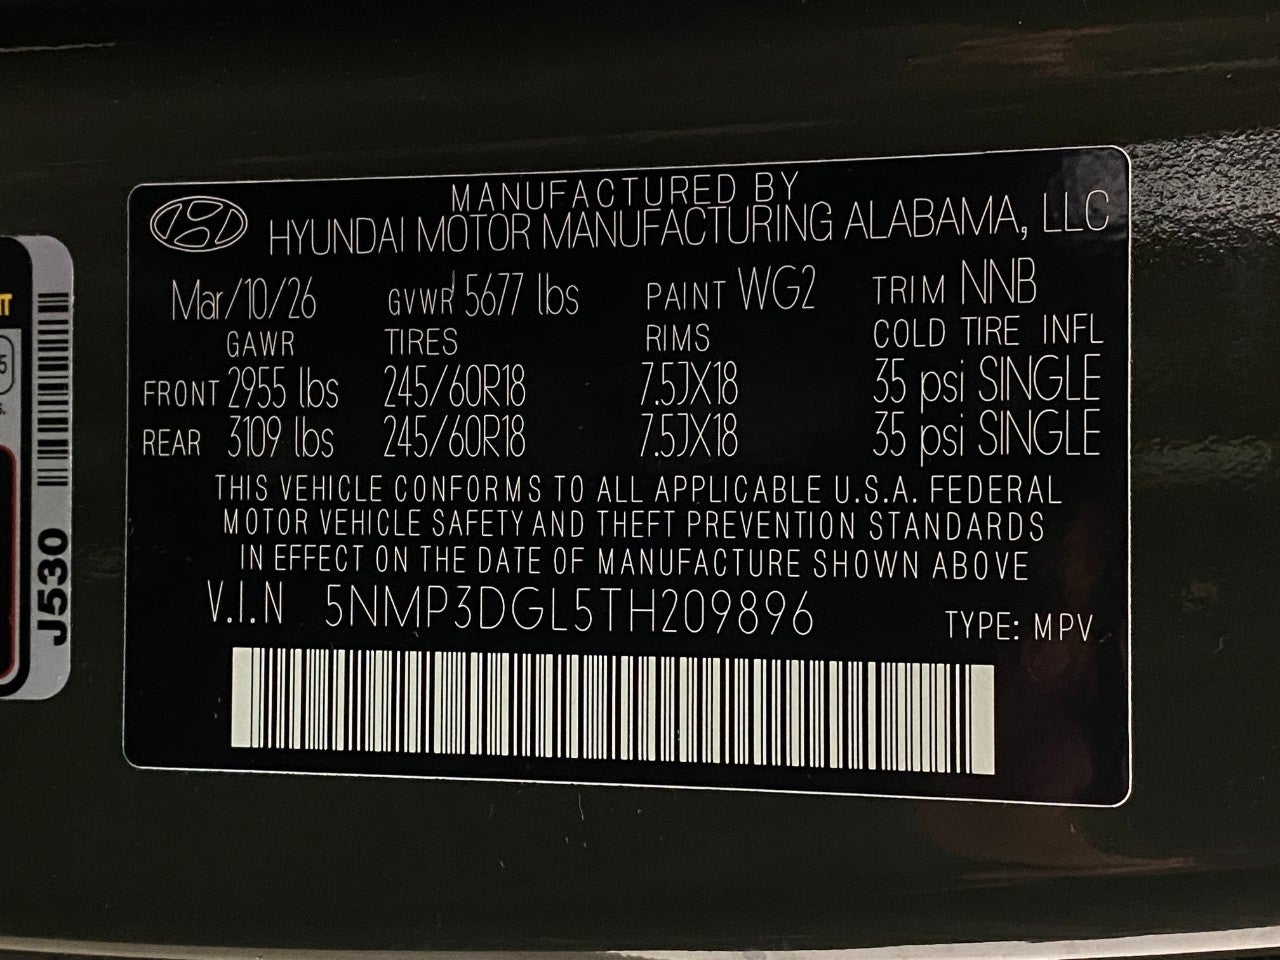 MANUFACTURED BY
HYUNDAI MOTOR MANUFACTURING ALABAMA, LLC
Mar/10/26 GVWR 5677 lbs PAINT WG2 TRIM NNB
GAWR TIRES RIMS COLD TIRE INFL
FRONT 2955 lbs 245/60R18 7.5JX18 35 psi SINGLE
REAR 3109 lbs 245/60R18 7.5JX18 35 psi SINGLE
THIS VEHICLE CONFORMS TO ALL APPLICABLE U.S.A. FEDERAL
MOTOR VEHICLE SAFETY AND THEFT PREVENTION STANDARDS
IN EFFECT ON THE DATE OF MANUFACTURE SHOWN ABOVE
V.I.N 5NMP3DGL5TH209896 TYPE: MPV
J530